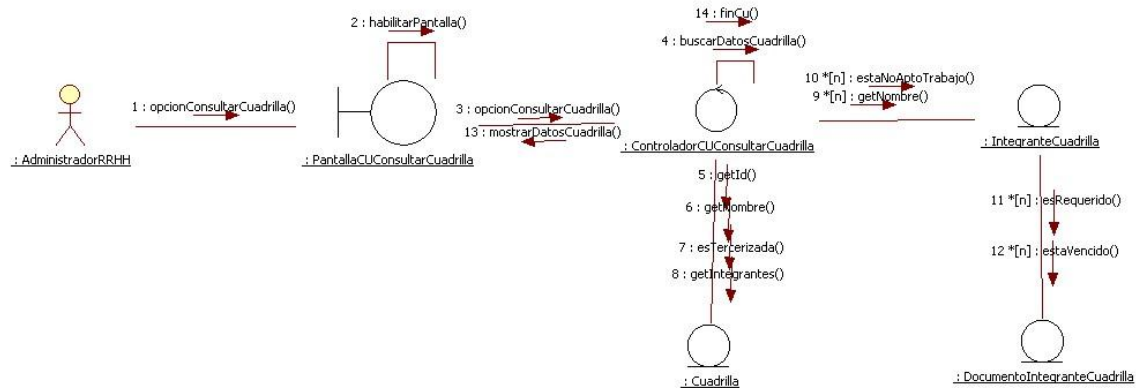 14 : finCu()
2 : habilitarPantalla()
4 : buscarDatosCuadrilla()
10 *[n] : estaNoAptoTrabajo()
1 : opcionConsultarCuadrilla()
3 : opcionConsultarCuadrilla()
9 *[n] : getNombre()
13 : mostrarDatosCuadrilla()
: AdministradorRRHH
: PantallaCUConsultarCuadrilla
: ControladorCUConsultarCuadrilla
: IntegranteCuadrilla
5 : getId()
6 : getNombre()
11 *[n] : esRequerido()
7 : esTercerizada()
12 *[n] : estaVencido()
8 : getIntegrantes()
: Cuadrilla
: DocumentoIntegranteCuadrilla